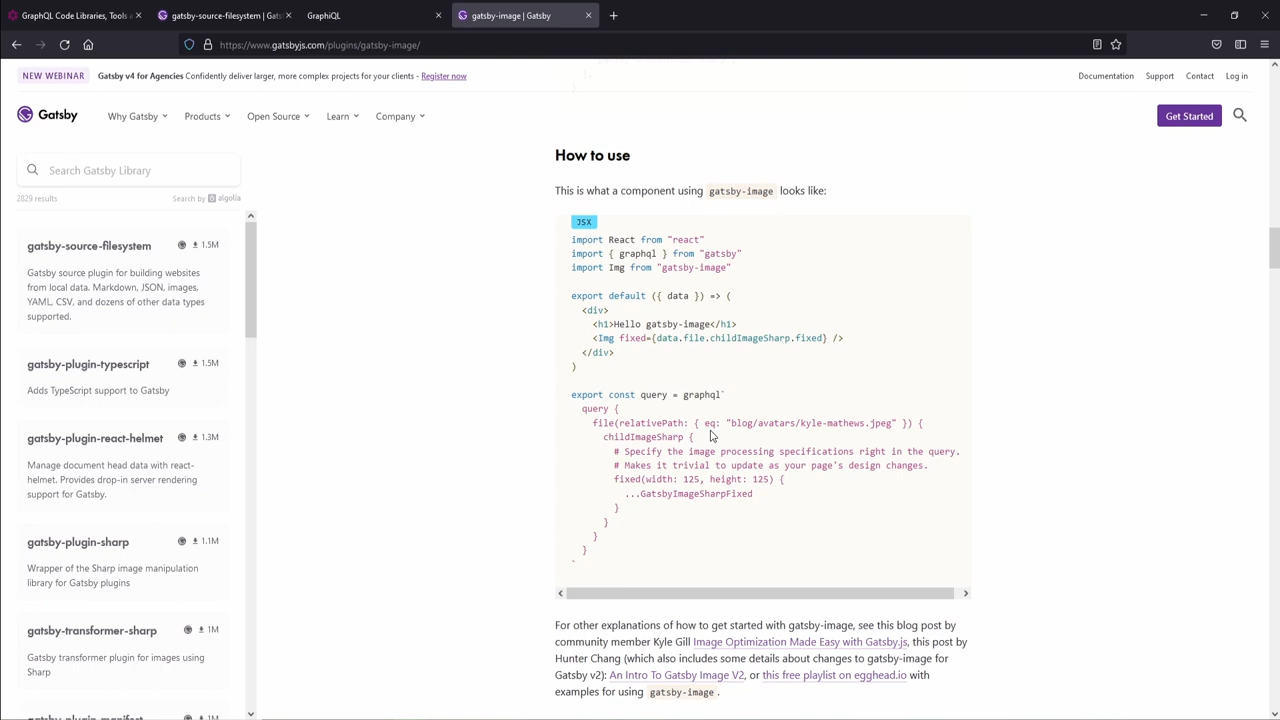 GraphQL Code Libraries, Tools a
gatsby-source-filesystem | Gats
GraphiQL
gatsby-image | Gatsby
https://www.gatsbyjs.com/plugins/gatsby-image/
NEW WEBINAR Gatsby v4 for Agencies Confidently deliver larger, more complex projects for your clients - Register now
Documentation Support Contact Log in
Gatsby Why Gatsby Products Open Source Learn Company Get Started
Search Gatsby Library
2829 results Search by algolia
gatsby-source-filesystem 1.5M
Gatsby source plugin for building websites
from local data. Markdown, JSON, images,
YAML, CSV, and dozens of other data types
supported.
gatsby-plugin-typescript 1.5M
Adds TypeScript support to Gatsby
gatsby-plugin-react-helmet 1.3M
Manage document head data with react-
helmet. Provides drop-in server rendering
support for Gatsby.
gatsby-plugin-sharp 1.1M
Wrapper of the Sharp image manipulation
library for Gatsby plugins
gatsby-transformer-sharp 1M
Gatsby transformer plugin for images using
Sharp
gatsby-plugin-manifest
How to use
This is what a component using gatsby-image looks like:
JSX
import React from "react"
import { graphql } from "gatsby"
import Img from "gatsby-image"
export default ({ data }) => (
<div>
<h1>Hello gatsby-image</h1>
<Img fixed={data.file.childImageSharp.fixed} />
</div>
)
export const query = graphql`
query {
file(relativePath: { eq: "blog/avatars/kyle-mathews.jpeg" }) {
childImageSharp {
# Specify the image processing specifications right in the query.
# Makes it trivial to update as your page's design changes.
fixed(width: 125, height: 125) {
...GatsbyImageSharpFixed
}
}
}
}
`
For other explanations of how to get started with gatsby-image, see this blog post by
community member Kyle Gill Image Optimization Made Easy with Gatsby.js, this post by
Hunter Chang (which also includes some details about changes to gatsby-image for
Gatsby v2): An Intro To Gatsby Image V2, or this free playlist on egghead.io with
examples for using gatsby-image.